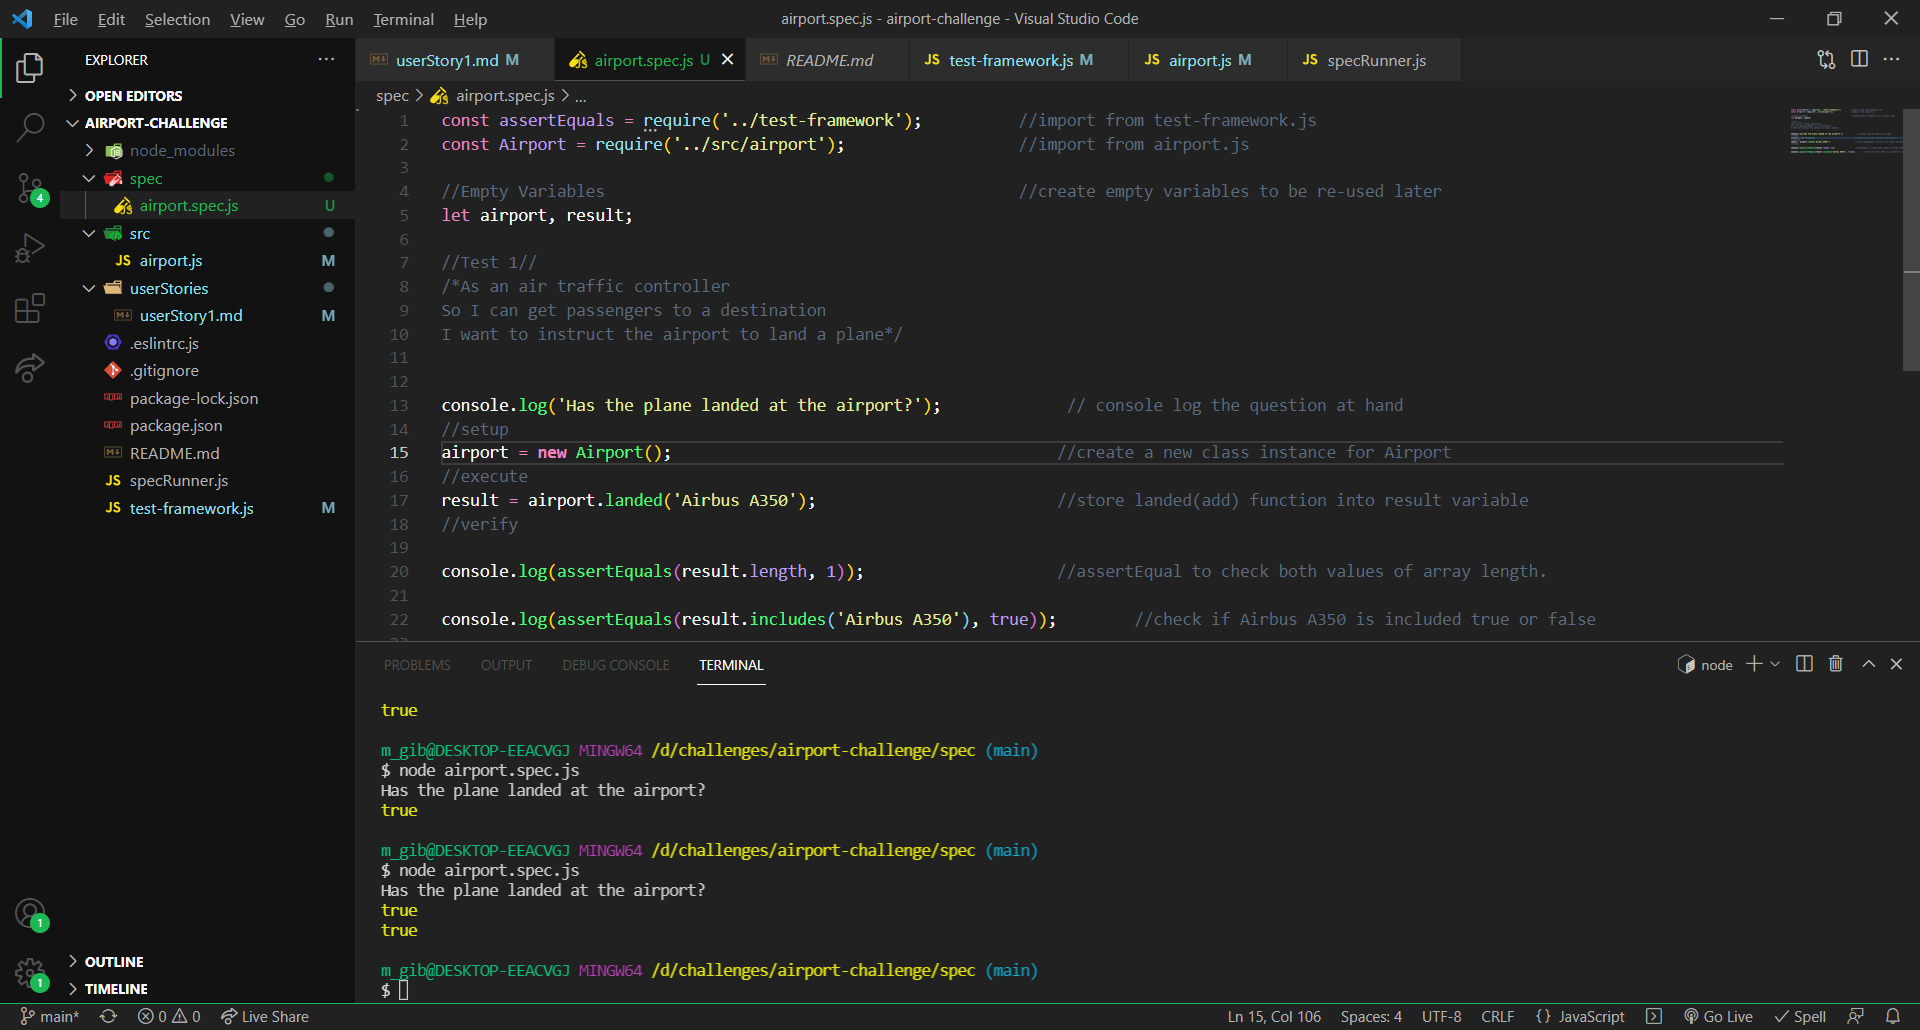 File Edit Selection View Go Run Terminal Help airport.spec.js - airport-challenge - Visual Studio Code
EXPLORER
OPEN EDITORS
AIRPORT-CHALLENGE
node_modules
spec
airport.spec.js U
src
airport.js M
userStories
userStory1.md M
.eslintrc.js
.gitignore
package-lock.json
package.json
README.md
specRunner.js
test-framework.js M
OUTLINE
TIMELINE
4
1
1
userStory1.md M airport.spec.js U README.md test-framework.js M airport.js M specRunner.js
spec > airport.spec.js > ...
1 const assertEquals = require('../test-framework'); //import from test-framework.js
2 const Airport = require('../src/airport'); //import from airport.js
3
4 //Empty Variables //create empty variables to be re-used later
5 let airport, result;
6
7 //Test 1//
8 /*As an air traffic controller
9 So I can get passengers to a destination
10 I want to instruct the airport to land a plane*/
11
12
13 console.log('Has the plane landed at the airport?'); // console log the question at hand
14 //setup
15 airport = new Airport(); //create a new class instance for Airport
16 //execute
17 result = airport.landed('Airbus A350'); //store landed(add) function into result variable
18 //verify
19
20 console.log(assertEquals(result.length, 1)); //assertEqual to check both values of array length.
21
22 console.log(assertEquals(result.includes('Airbus A350'), true)); //check if Airbus A350 is included true or false
PROBLEMS OUTPUT DEBUG CONSOLE TERMINAL node
true
m_gib@DESKTOP-EEACVGJ MINGW64 /d/challenges/airport-challenge/spec (main)
$ node airport.spec.js
Has the plane landed at the airport?
true
m_gib@DESKTOP-EEACVGJ MINGW64 /d/challenges/airport-challenge/spec (main)
$ node airport.spec.js
Has the plane landed at the airport?
true
true
m_gib@DESKTOP-EEACVGJ MINGW64 /d/challenges/airport-challenge/spec (main)
$
main* 0 0 Live Share Ln 15, Col 106 Spaces: 4 UTF-8 CRLF {} JavaScript Go Live Spell